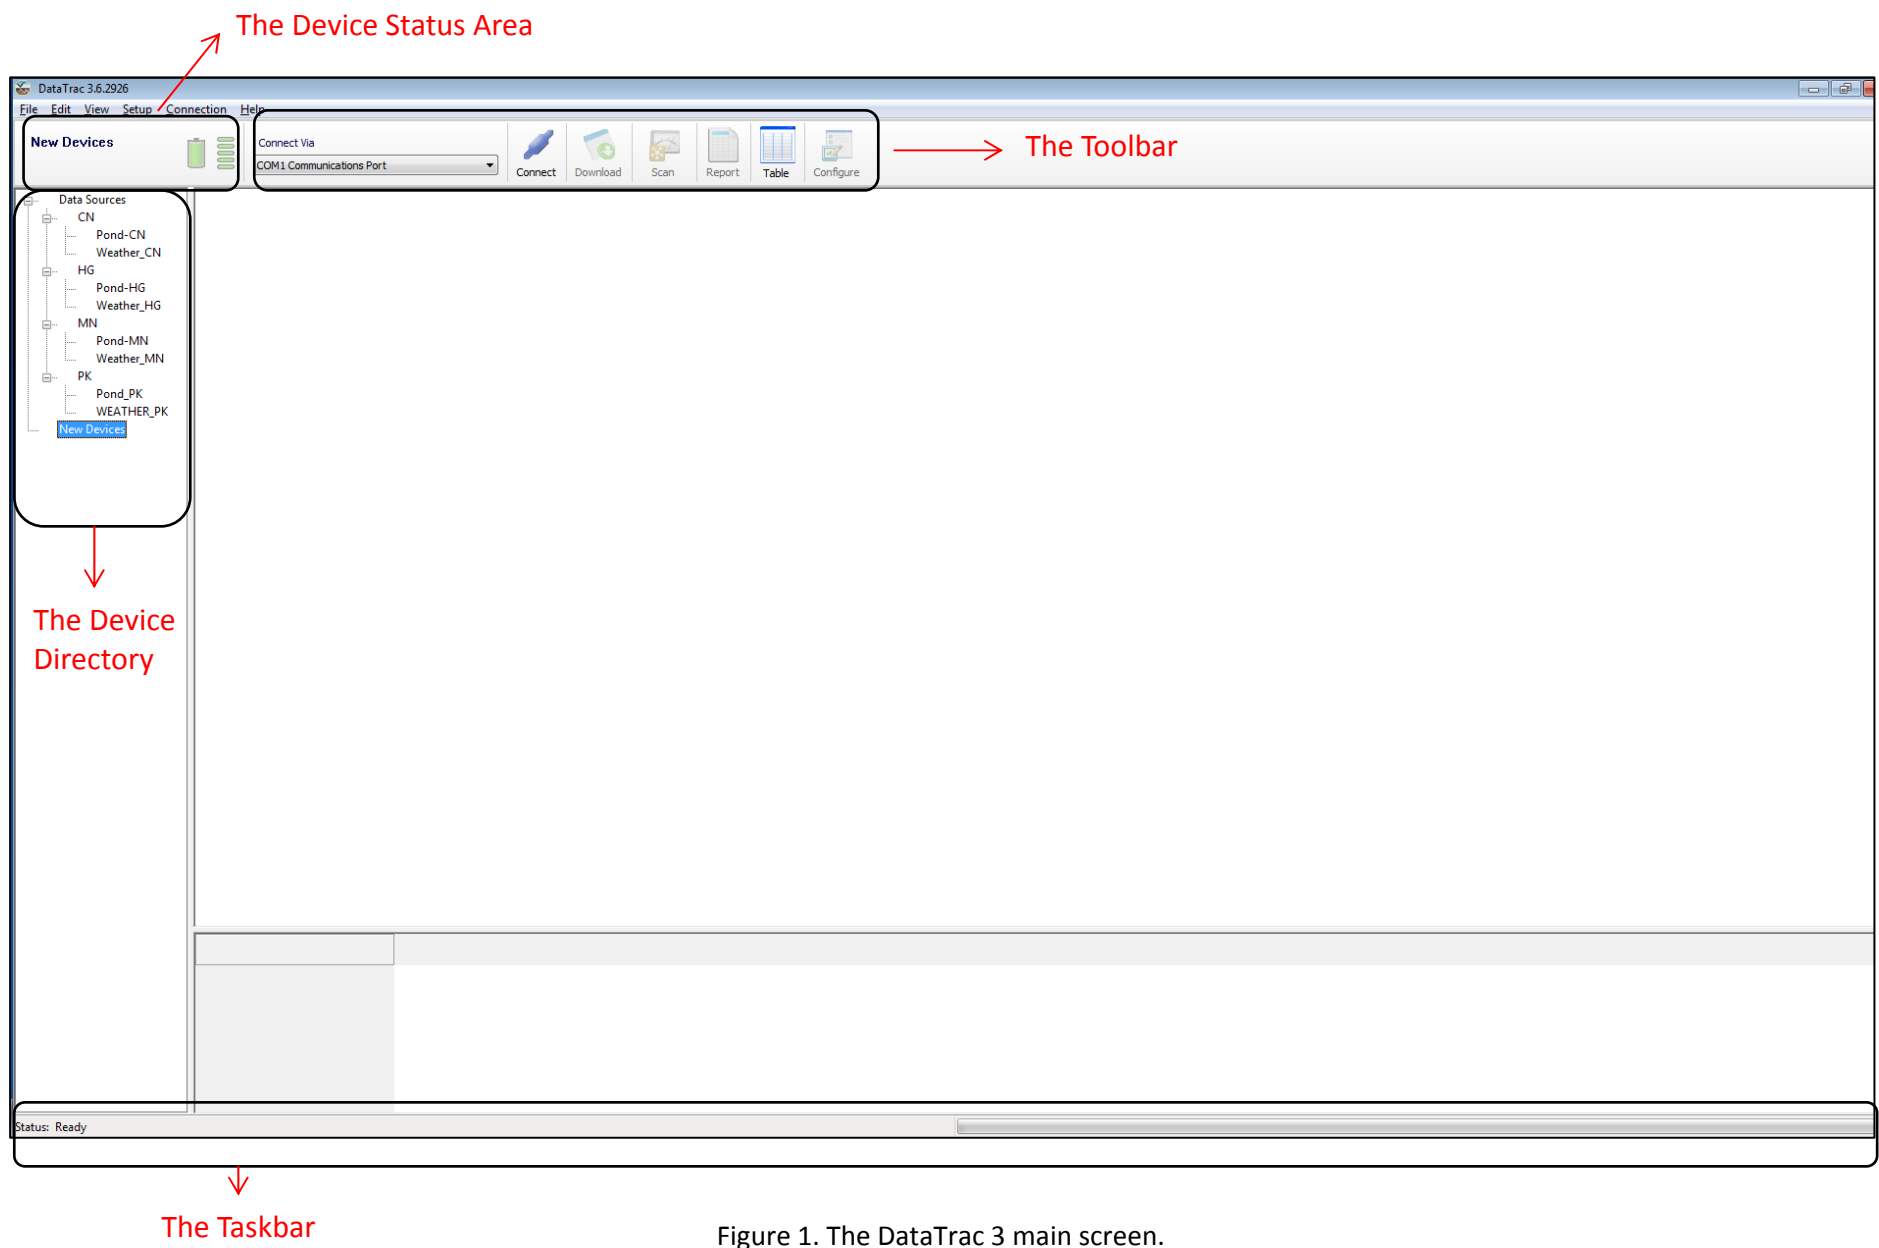 The Device Status Area
DataTrac 3.6.2926
File Edit View Setup Connection Help
New Devices
Connect Via
COM1 Communications Port
Connect Download Scan Report Table Configure
The Toolbar
Data Sources
CN
Pond-CN
Weather_CN
HG
Pond-HG
Weather_HG
MN
Pond-MN
Weather_MN
PK
Pond_PK
WEATHER_PK
New Devices
The Device
Directory
Status: Ready
The Taskbar
Figure 1. The DataTrac 3 main screen.